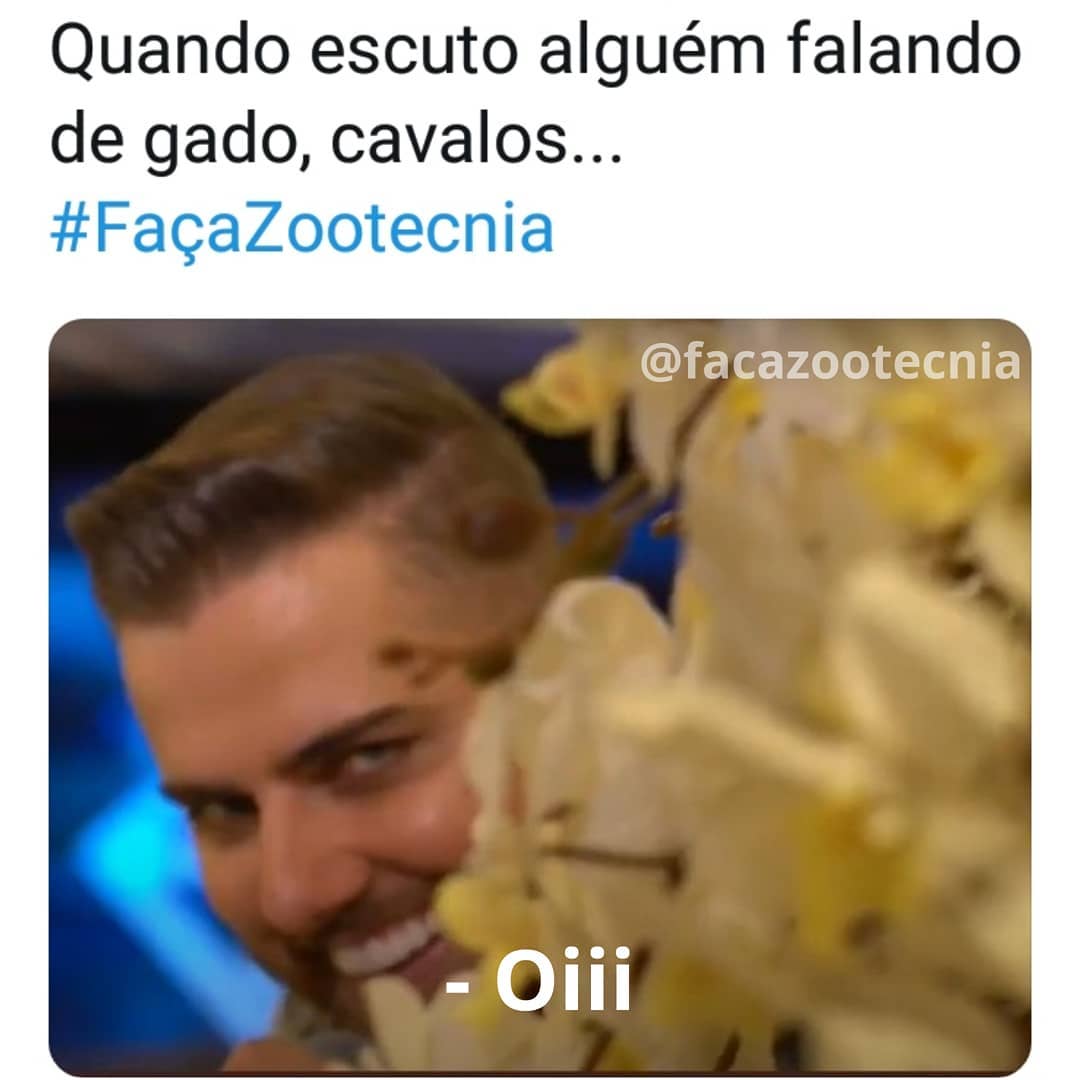 Quando escuto alguém falando
de gado, cavalos...
#FaçaZootecnia
@facazootecnia
- Oiii